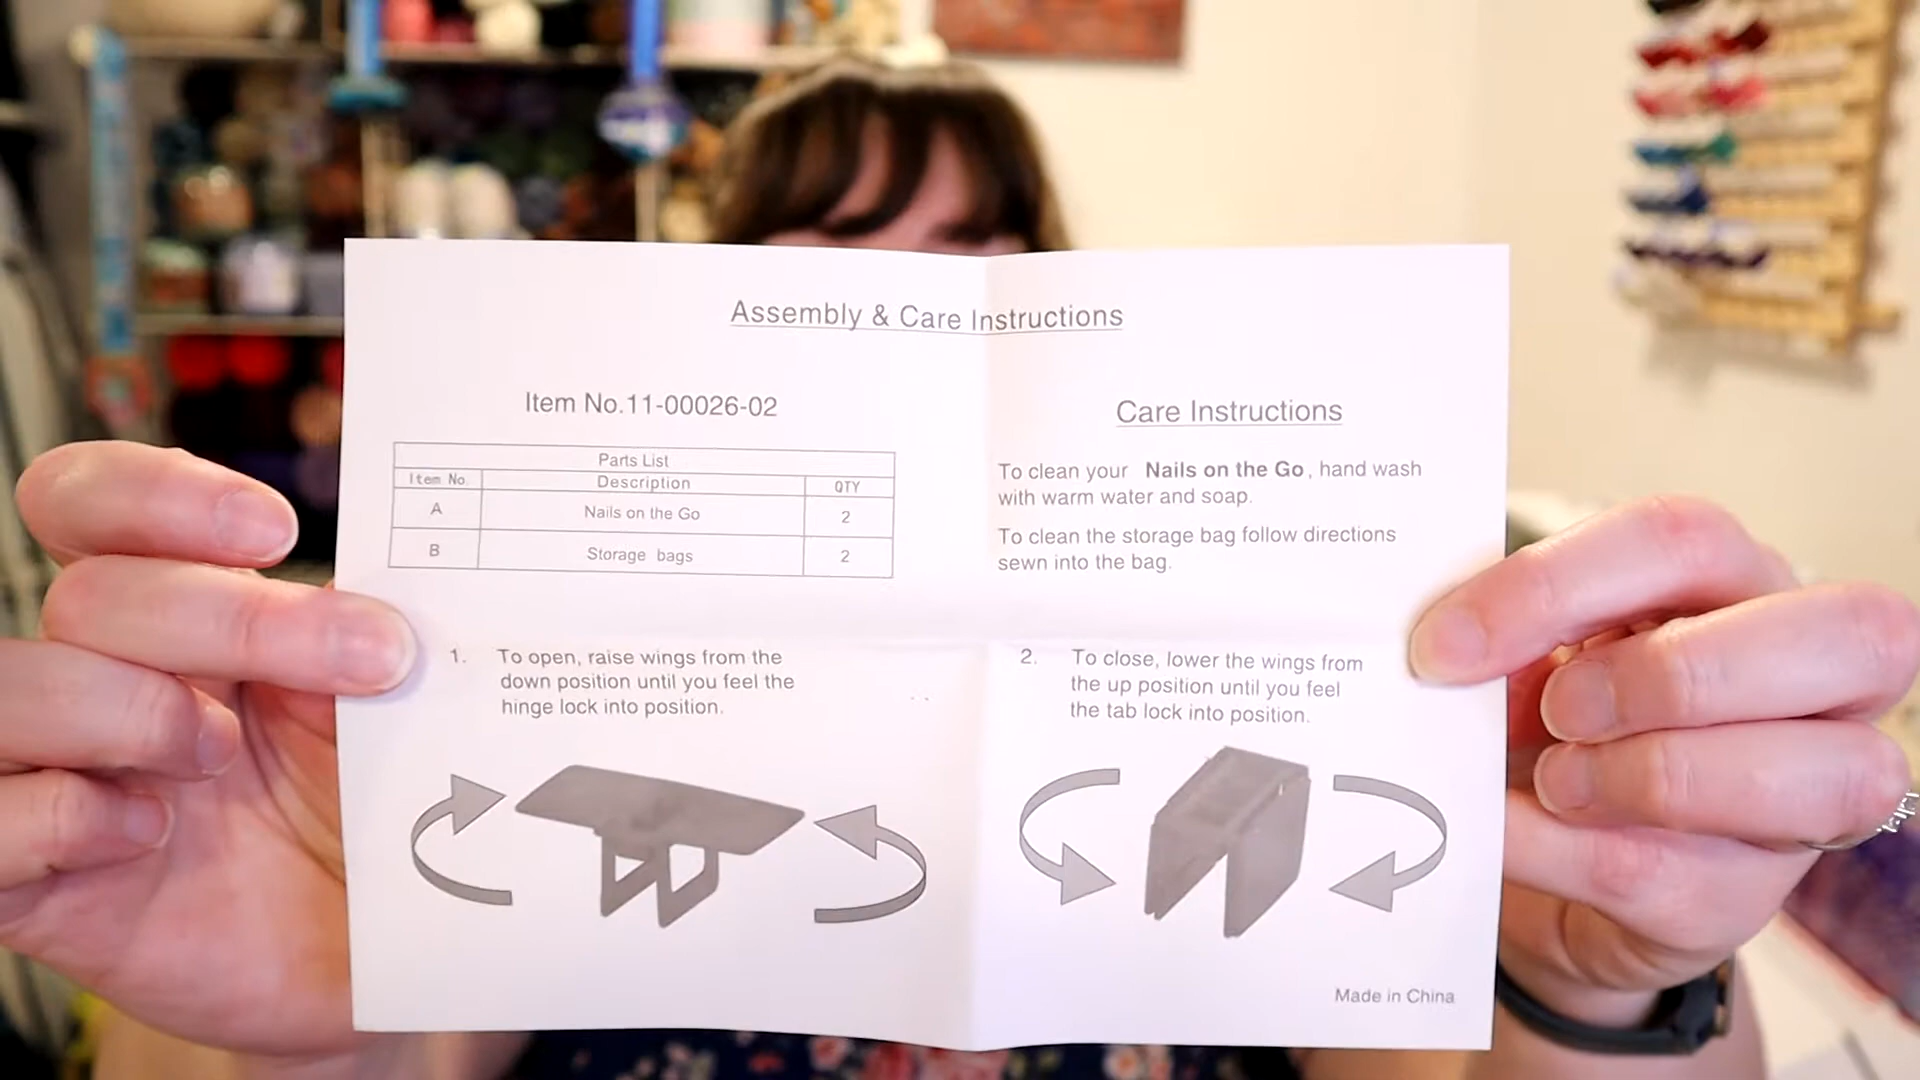 Assembly & Care Instructions
Item No.11-00026-02
Parts List
Item No. Description QTY
A Nails on the Go 2
B Storage bags 2
Care Instructions
To clean your Nails on the Go, hand wash
with warm water and soap.
To clean the storage bag follow directions
sewn into the bag.
1. To open, raise wings from the
down position until you feel the
hinge lock into position.
2. To close, lower the wings from
the up position until you feel
the tab lock into position.
Made in China